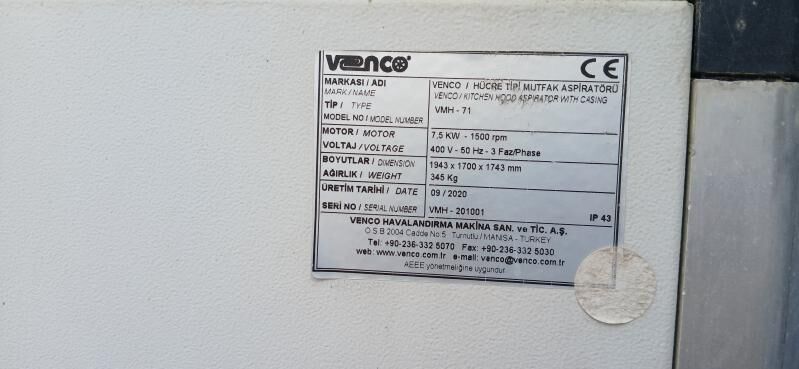 VENCO
CE
MARKASI / ADI
MARK / NAME
VENCO / HÜCRE TİPİ MUTFAK ASPİRATÖRÜ
VENCO / KITCHEN HOOD ASPIRATOR WITH CASING
TİP / TYPE
MODEL NO / MODEL NUMBER
VMH - 71
MOTOR / MOTOR 7,5 KW - 1500 rpm
VOLTAJ / VOLTAGE 400 V - 50 Hz - 3 Faz/Phase
BOYUTLAR / DIMENSION 1943 x 1700 x 1743 mm
AĞIRLIK / WEIGHT 345 Kg
ÜRETİM TARİHİ / DATE 09 / 2020
SERİ NO / SERIAL NUMBER VMH - 201001 IP 43
VENCO HAVALANDIRMA MAKİNA SAN. ve TİC. A.Ş.
O.S.B 2004 Cadde No:5 Turnutlu / MANISA - TURKEY
Tel: +90-236-332 5070 Fax: +90-236-332 5030
web: www.venco.com.tr e-mail: venco@venco.com.tr
AEEE yönetmeliğine uygundur